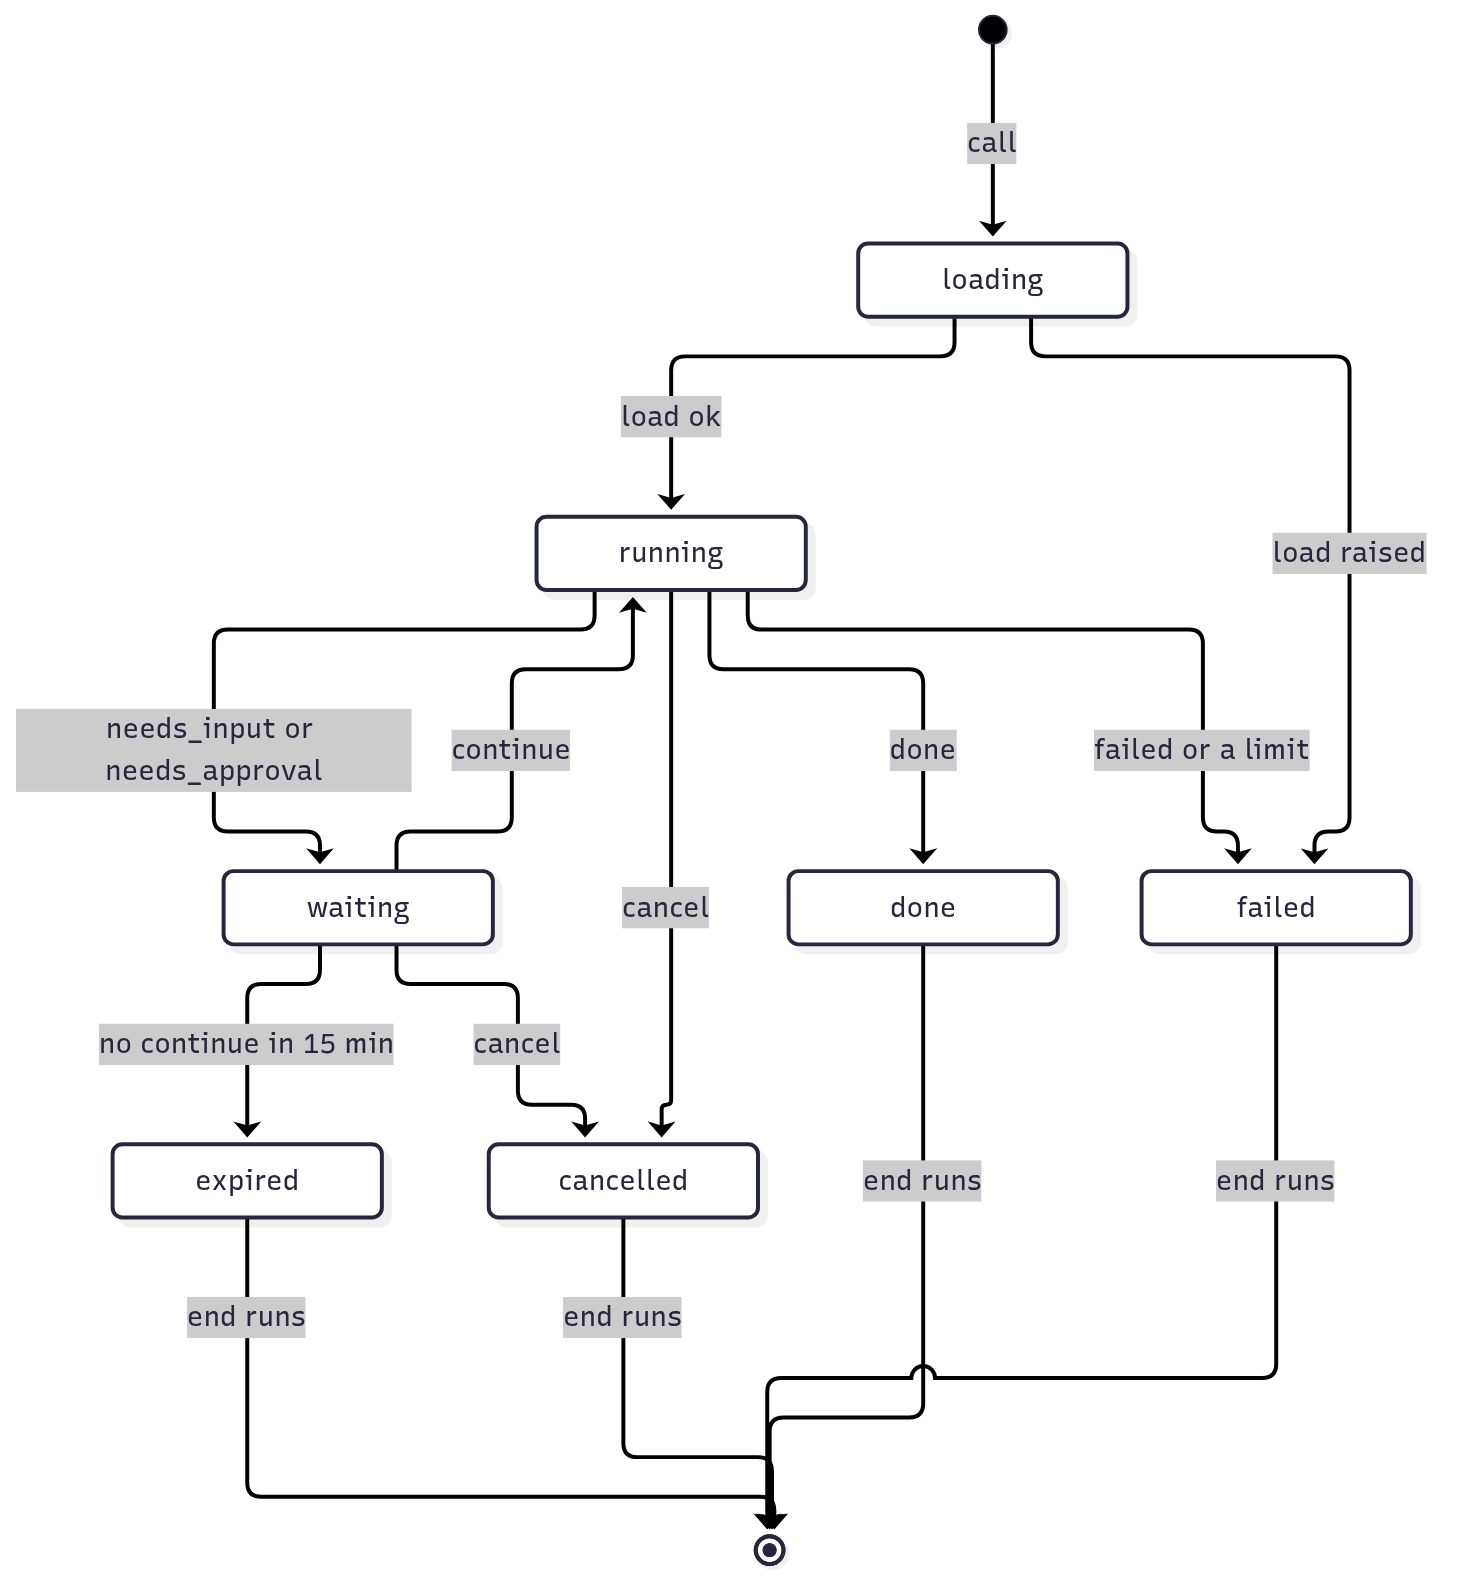 call
loading
load ok
running
load raised
needs_input or
needs_approval
continue
done
failed or a limit
waiting
cancel
done
failed
no continue in 15 min
cancel
expired
cancelled
end runs
end runs
end runs
end runs